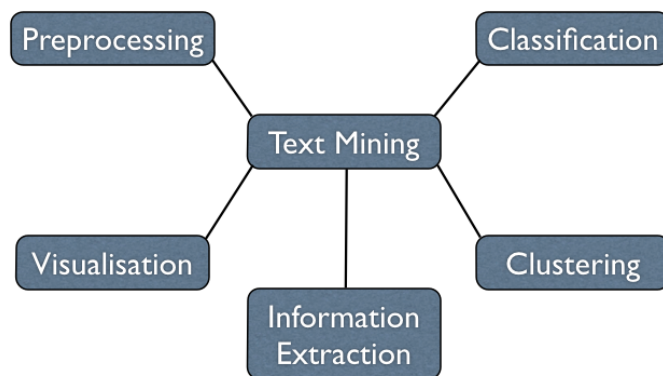 Preprocessing
Classification
Text Mining
Visualisation
Clustering
Information
Extraction